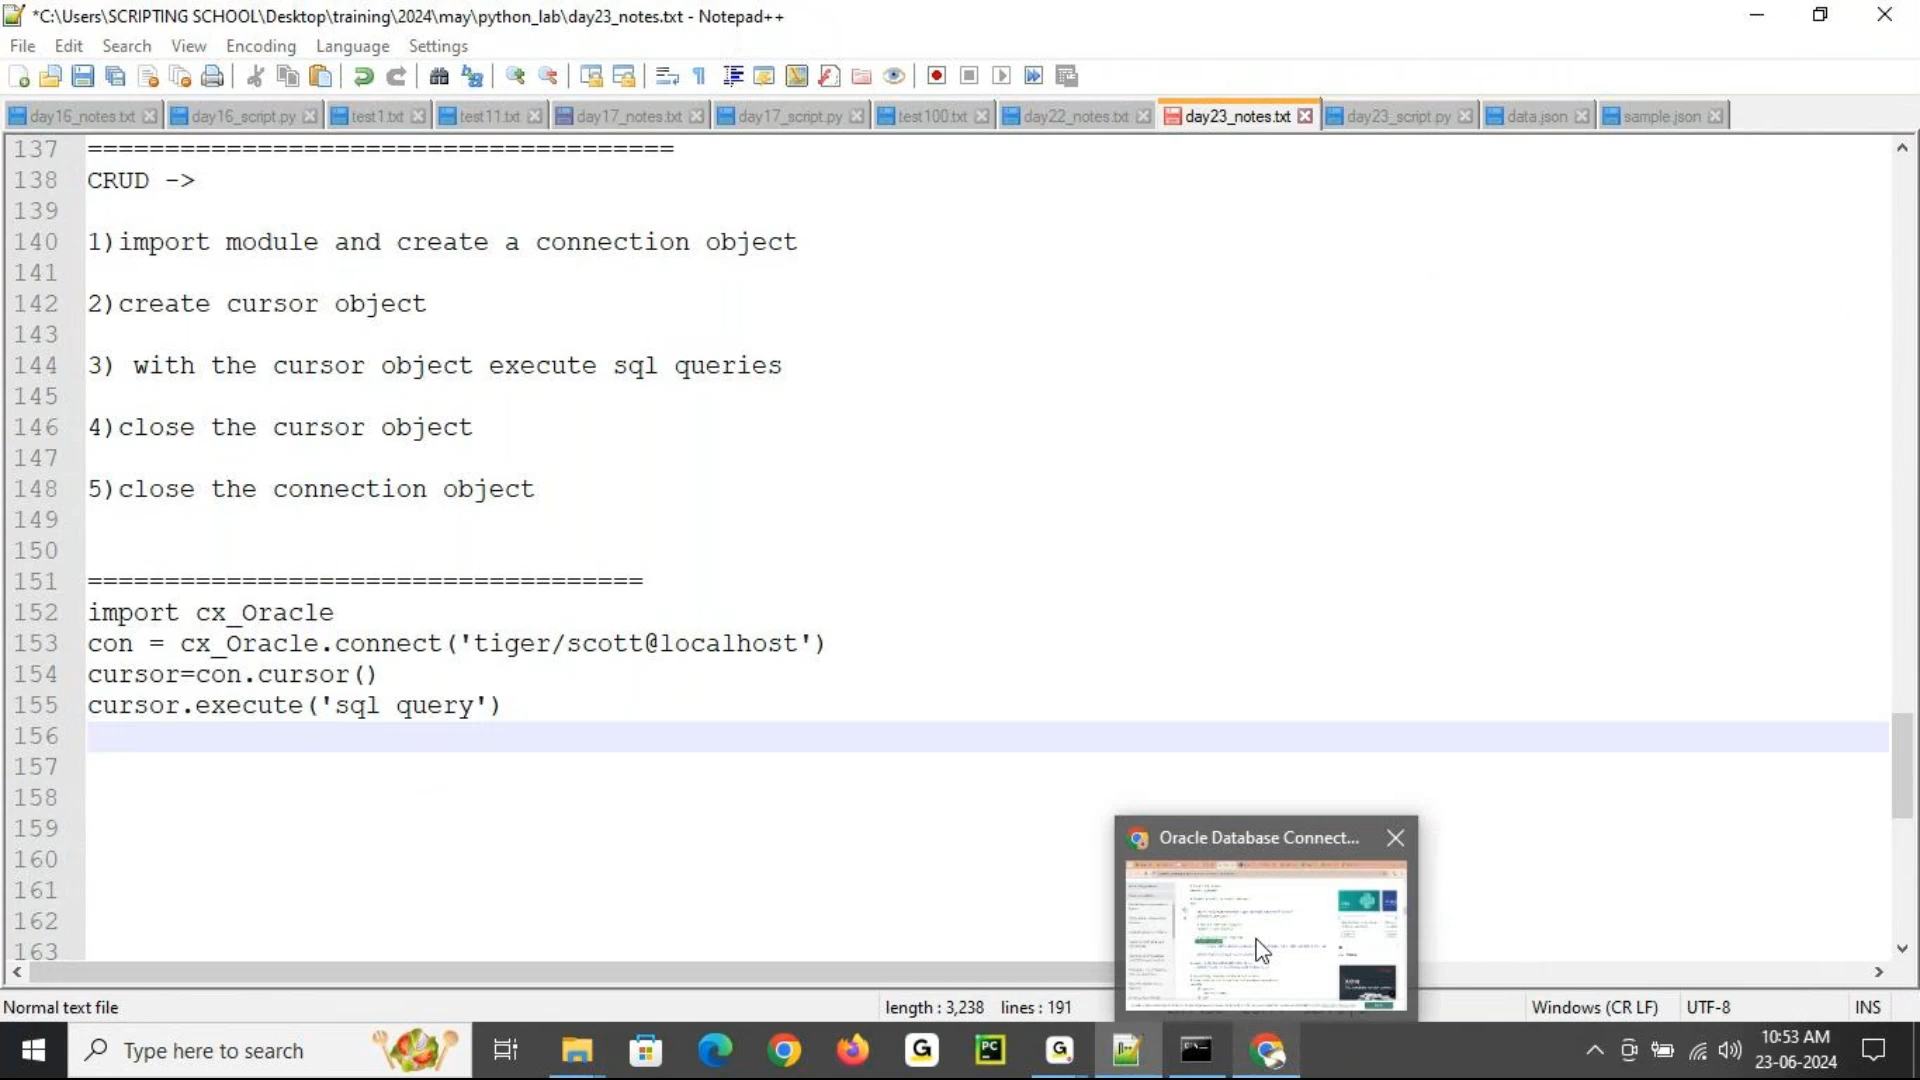 *C:\Users\SCRIPTING SCHOOL\Desktop\training\2024\may\python_lab\day23_notes.txt - Notepad++
File Edit Search View Encoding Language Settings
day16_notes.txt day16_script.py test1.txt test11.txt day17_notes.txt day17_script.py test100.txt day22_notes.txt day23_notes.txt day23_script.py data.json sample.json
137 ======================================
138 CRUD ->
139
140 1)import module and create a connection object
141
142 2)create cursor object
143
144 3) with the cursor object execute sql queries
145
146 4)close the cursor object
147
148 5)close the connection object
149
150
151 ====================================
152 import cx_Oracle
153 con = cx_Oracle.connect('tiger/scott@localhost')
154 cursor=con.cursor()
155 cursor.execute('sql query')
156
157
158
159
160
161
162
163
Oracle Database Connect...
Normal text file length : 3,238 lines : 191 Windows (CR LF) UTF-8 INS
Type here to search
10:53 AM
23-06-2024